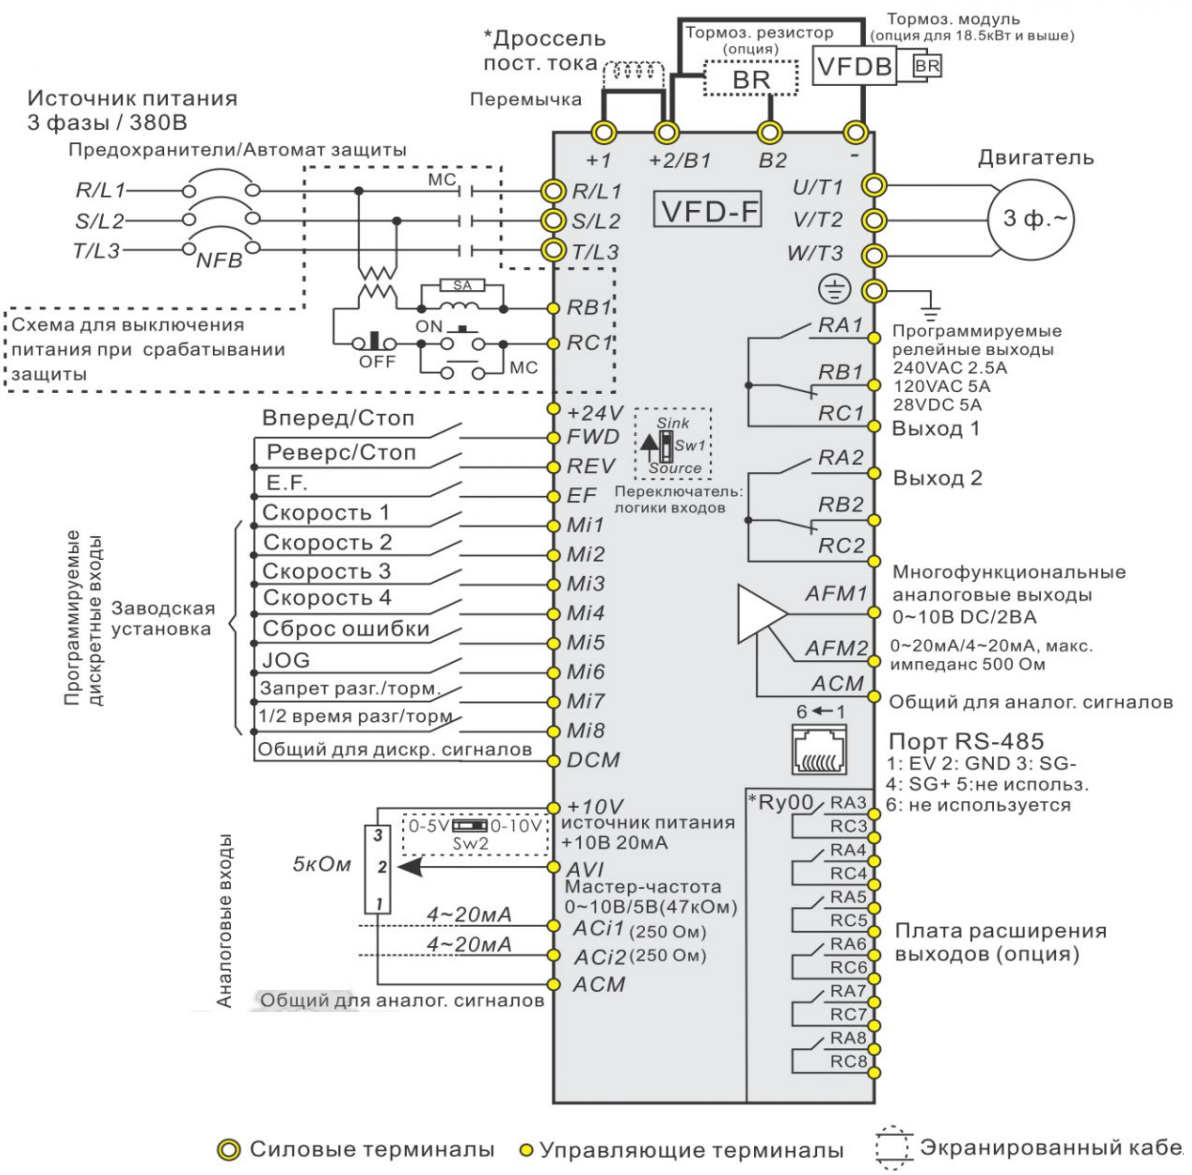 Тормоз. модуль
(опция для 18.5кВт и выше)
*Дроссель
пост. тока
Тормоз. резистор
(опция)
BR
VFDB
BR
Перемычка
Источник питания
3 фазы / 380В
Предохранители/Автомат защиты
+1
+2/B1
B2
-
Двигатель
R/L1
MC
R/L1
VFD-F
U/T1
S/L2
S/L2
V/T2
3 ф.~
T/L3
NFB
T/L3
W/T3
SA
RB1
Схема для выключения
питания при срабатывании
защиты
ON
OFF
RC1
MC
RA1
RB1
RC1
Программируемые
релейные выходы
240VAC 2.5A
120VAC 5A
28VDC 5A
Выход 1
+24V
Вперед/Стоп
FWD
Реверс/Стоп
REV
E.F.
EF
Sink
Sw1
Source
Переключатель:
логики входов
RA2
Выход 2
RB2
RC2
Программируемые
дискретные входы
Заводская
установка
Скорость 1
Mi1
Скорость 2
Mi2
Скорость 3
Mi3
Скорость 4
Mi4
Сброс ошибки
Mi5
JOG
Mi6
Запрет разг./торм.
Mi7
1/2 время разг/торм
Mi8
Общий для дискр. сигналов
DCM
Многофункциональные
аналоговые выходы
AFM1
0~10В DC/2ВА
AFM2
0~20мА/4~20мА, макс.
импеданс 500 Ом
ACM
Общий для аналог. сигналов
6
1
Порт RS-485
1: EV 2: GND 3: SG-
4: SG+ 5:не использ.
6: не используется
Аналоговые входы
+10V
источник питания
+10В 20мА
0-5V
0-10V
Sw2
3
2
1
5кОм
AVI
Мастер-частота
0~10В/5В(47кОм)
4~20мА
ACi1 (250 Ом)
4~20мА
ACi2 (250 Ом)
ACM
Общий для аналог. сигналов
*Ry00
RA3
RC3
RA4
RC4
RA5
RC5
RA6
RC6
RA7
RC7
RA8
RC8
Плата расширения
выходов (опция)
Силовые терминалы
Управляющие терминалы
Экранированный кабе